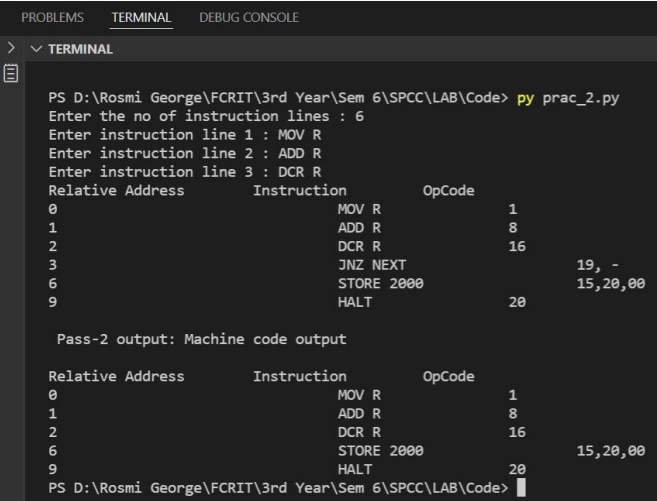 PROBLEMS TERMINAL DEBUG CONSOLE
TERMINAL
PS D:\Rosmi George\FCRIT\3rd Year\Sem 6\SPCC\LAB\Code> py prac_2.py
Enter the no of instruction lines : 6
Enter instruction line 1 : MOV R
Enter instruction line 2 : ADD R
Enter instruction line 3 : DCR R
Relative Address Instruction OpCode
0 MOV R 1
1 ADD R 8
2 DCR R 16
3 JNZ NEXT 19, -
6 STORE 2000 15,20,00
9 HALT 20
Pass-2 output: Machine code output
Relative Address Instruction OpCode
0 MOV R 1
1 ADD R 8
2 DCR R 16
6 STORE 2000 15,20,00
9 HALT 20
PS D:\Rosmi George\FCRIT\3rd Year\Sem 6\SPCC\LAB\Code>